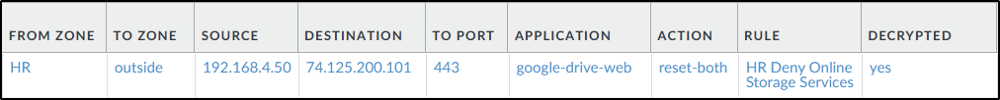 FROM ZONE TO ZONE SOURCE DESTINATION TO PORT APPLICATION ACTION RULE DECRYPTED
HR outside 192.168.4.50 74.125.200.101 443 google-drive-web reset-both HR Deny Online yes
Storage Services